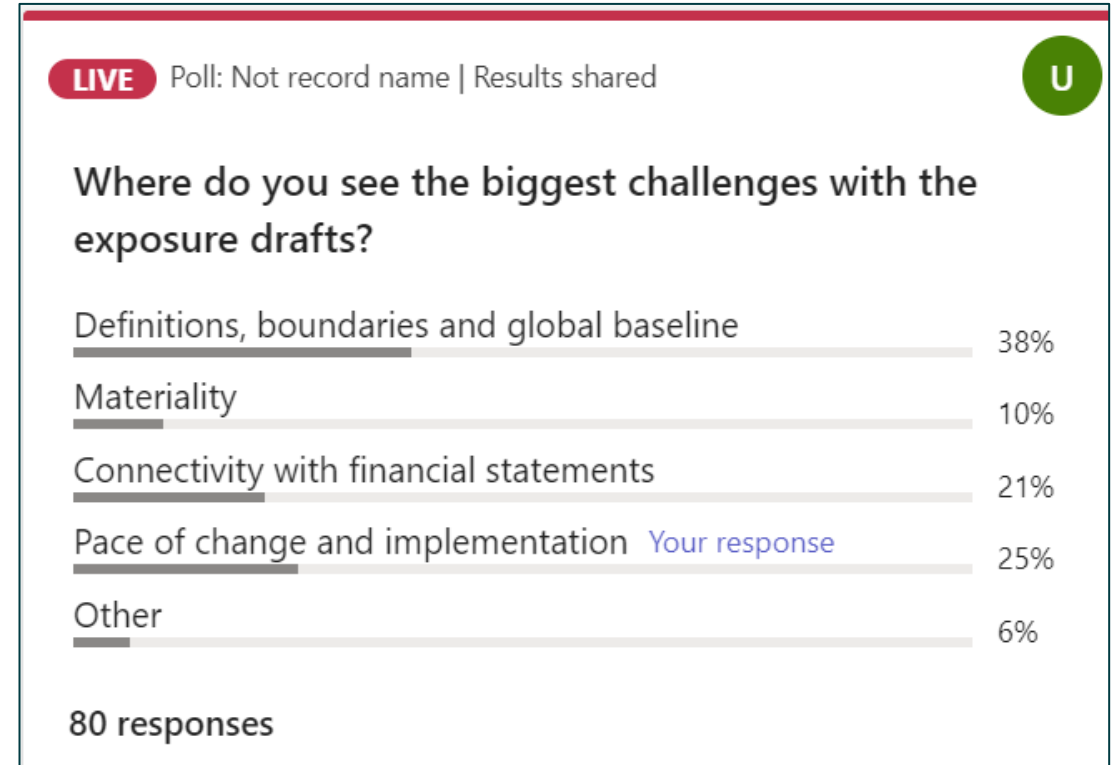 LIVE Poll: Not record name | Results shared
U
Where do you see the biggest challenges with the
exposure drafts?
Definitions, boundaries and global baseline
38%
Materiality
10%
Connectivity with financial statements
21%
Pace of change and implementation Your response
25%
Other
6%
80 responses